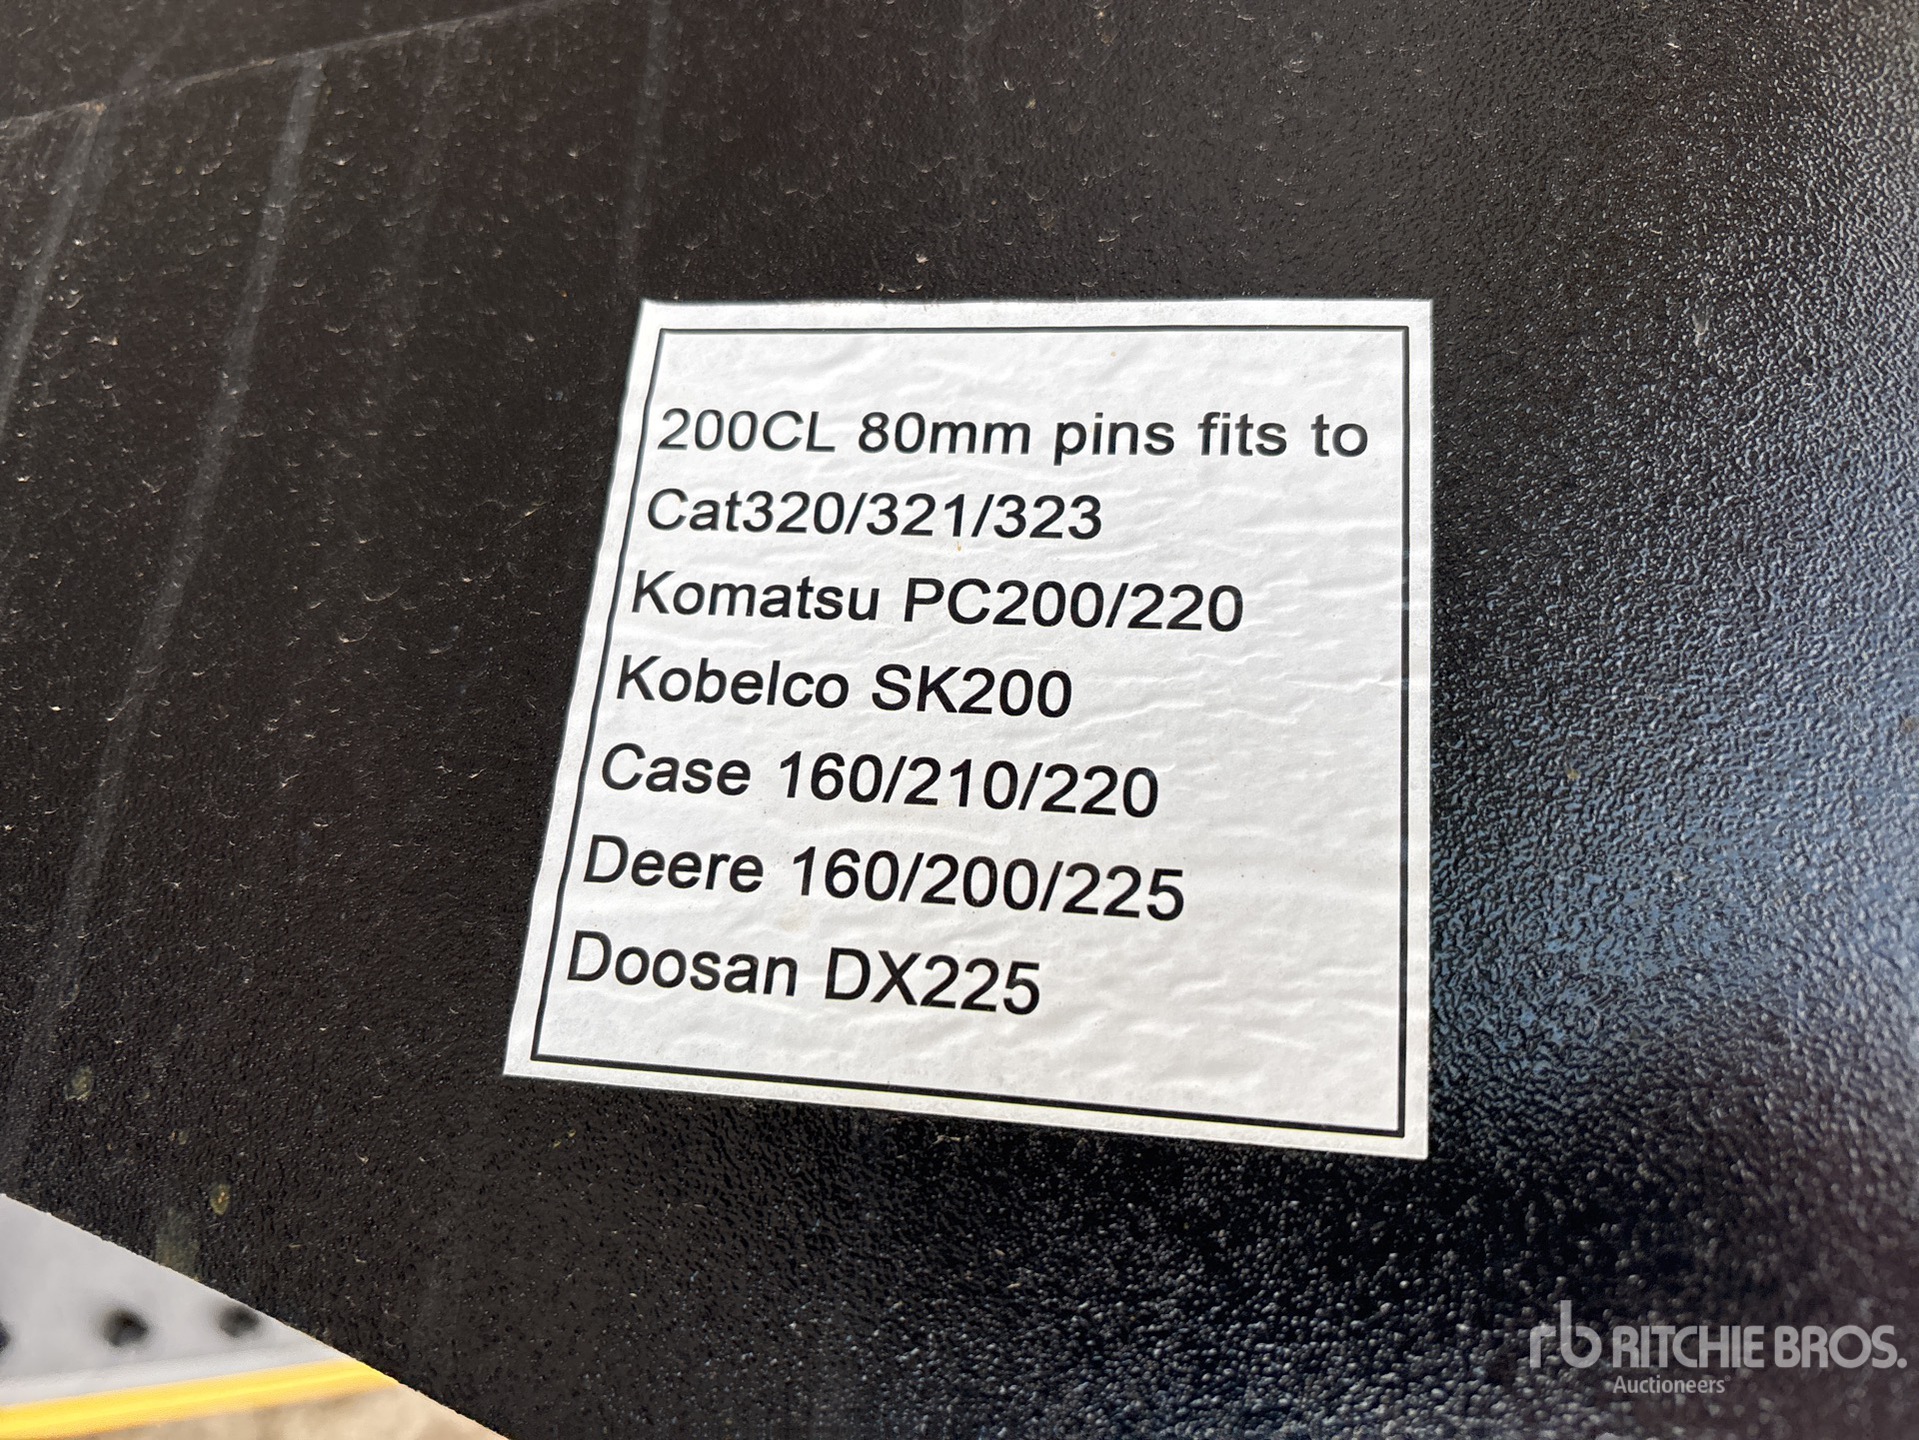 200CL 80mm pins fits to
Cat320/321/323
Komatsu PC200/220
Kobelco SK200
Case 160/210/220
Deere 160/200/225
Doosan DX225
rb RITCHIE BROS.
Auctioneers